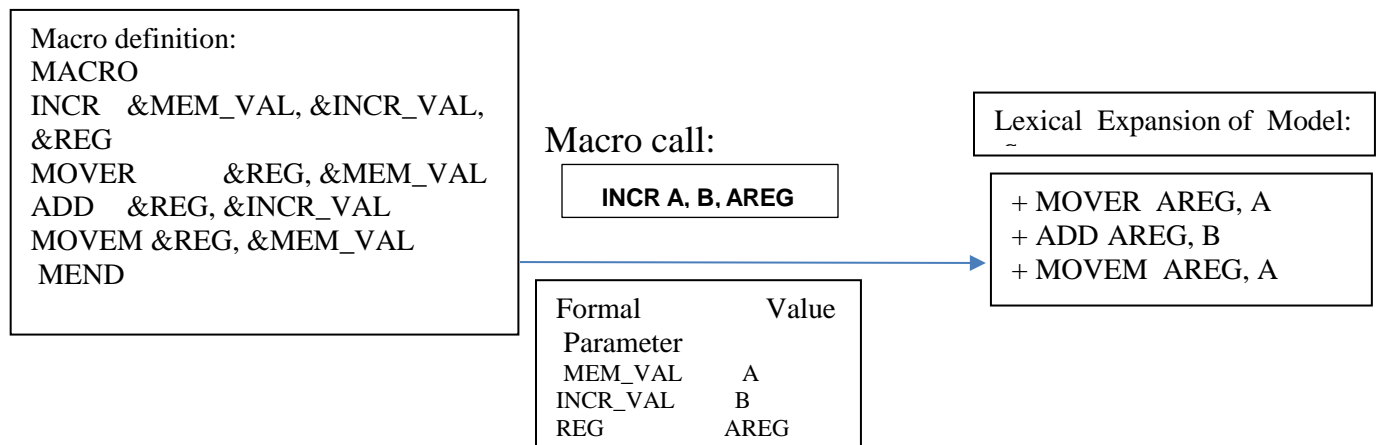 Macro definition:
MACRO
INCR &MEM_VAL, &INCR_VAL,
&REG
MOVER &REG, &MEM_VAL
ADD &REG, &INCR_VAL
MOVEM &REG, &MEM_VAL
MEND
Macro call:
INCR A, B, AREG
Formal Value
Parameter
MEM_VAL A
INCR_VAL B
REG AREG
Lexical Expansion of Model:
+ MOVER AREG, A
+ ADD AREG, B
+ MOVEM AREG, A